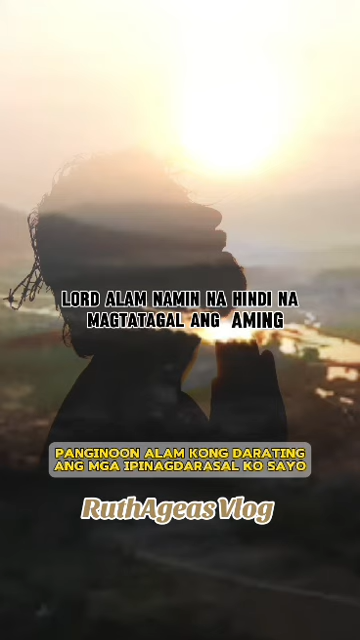 LORD ALAM NAMIN NA HINDI NA
MAGTATAGAL ANG AMING
PANGINOON ALAM KONG DARATING
ANG MGA IPINAGDARASAL KO SAYO
RuthAgeas Vlog